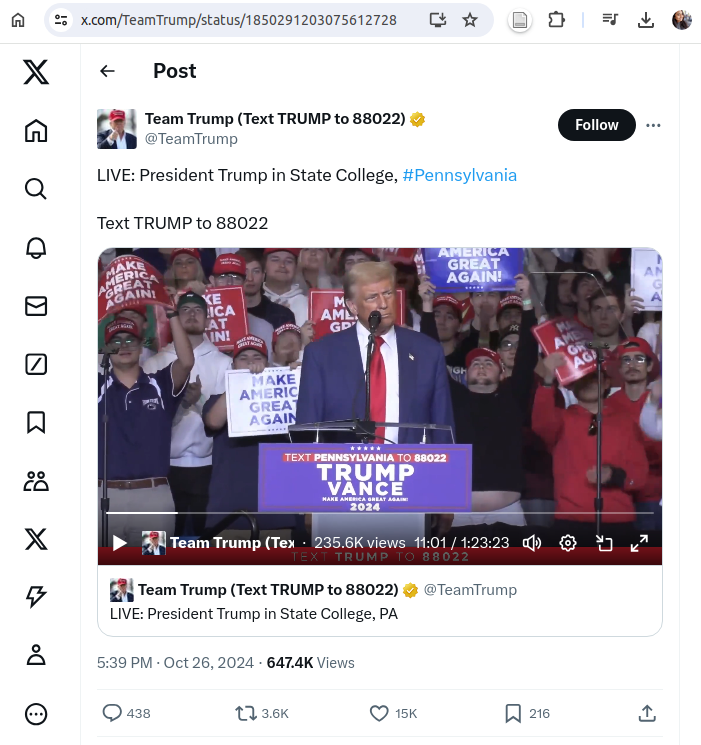 x.com/TeamTrump/status/1850291203075612728
Post
Team Trump (Text TRUMP to 88022)
@TeamTrump
Follow
LIVE: President Trump in State College, #Pennsylvania
Text TRUMP to 88022
MAKE
AMERICA
GREAT
AGAIN!
AMERICA
GREAT
AGAIN!
MAKE
AMERICA
GREAT
AGAIN
TEXT PENNSYLVANIA TO 88022
TRUMP
VANCE
MAKE AMERICA GREAT AGAIN!
2024
Team Trump (Tex · 235.6K views 11:01 / 1:23:23
TEXT TRUMP TO 88022
Team Trump (Text TRUMP to 88022) @TeamTrump
LIVE: President Trump in State College, PA
5:39 PM · Oct 26, 2024 · 647.4K Views
438 3.6K 15K 216